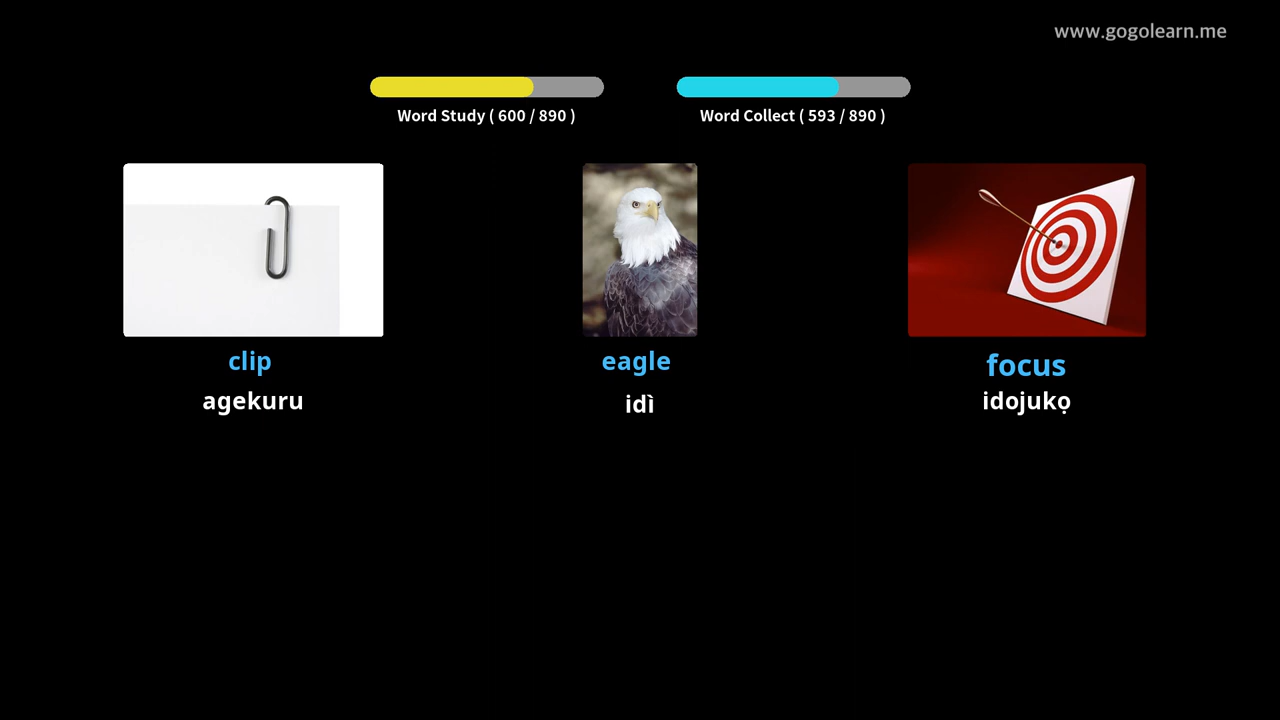 www.gogolearn.me
Word Study ( 600 / 890 )
Word Collect ( 593 / 890 )
clip
eagle
focus
agekuru
idì
idojukọ